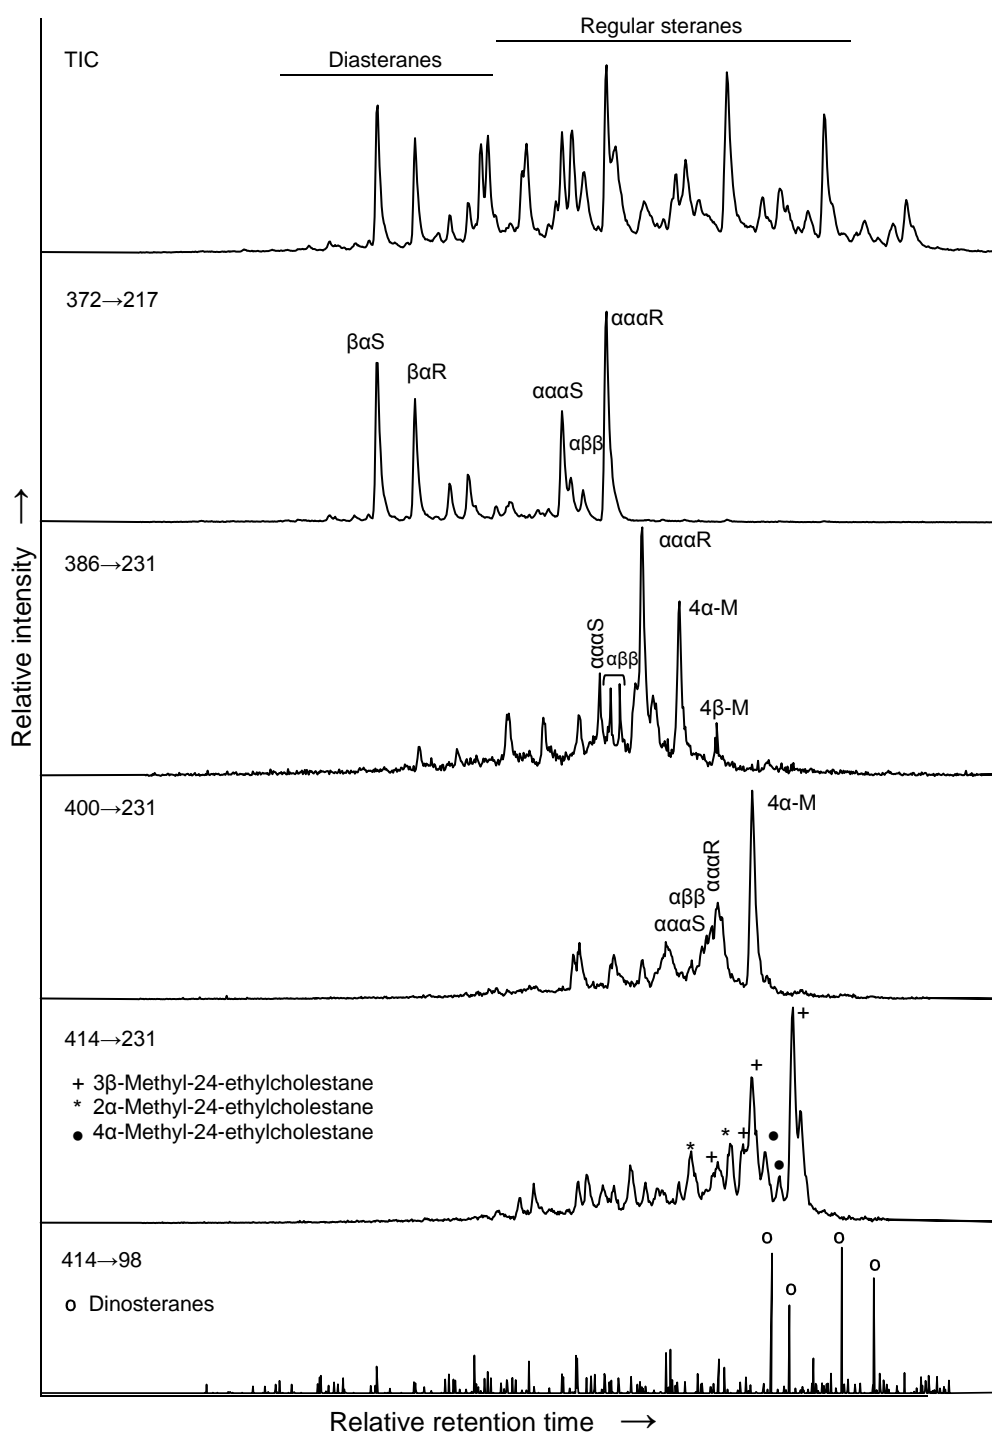 Regular steranes
TIC
Diasteranes
372→217
αααR
βαS
βαR
αααS
αββ
386→231
αααR
αααS
αββ
4α-M
4β-M
400→231
4α-M
αααR
αββ
αααS
414→231
+
+ 3β-Methyl-24-ethylcholestane
* 2α-Methyl-24-ethylcholestane
● 4α-Methyl-24-ethylcholestane
+
* + * + ● ●
414→98
o o o o
o Dinosteranes
Relative intensity →
Relative retention time →